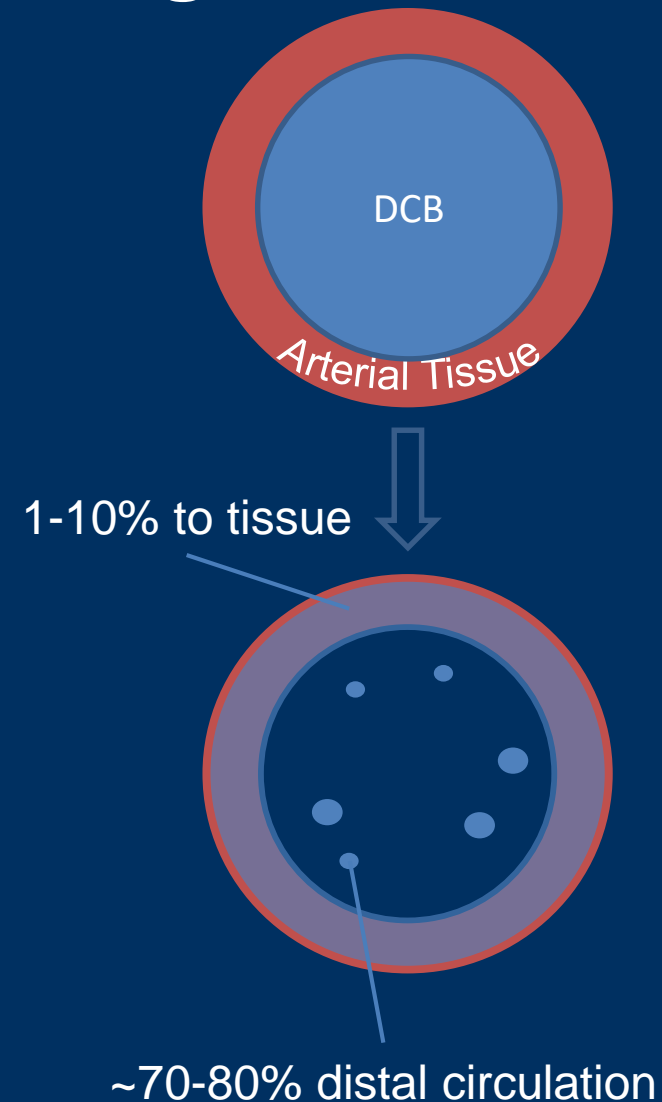 DCB
Arterial Tissue
1-10% to tissue
~70-80% distal circulation